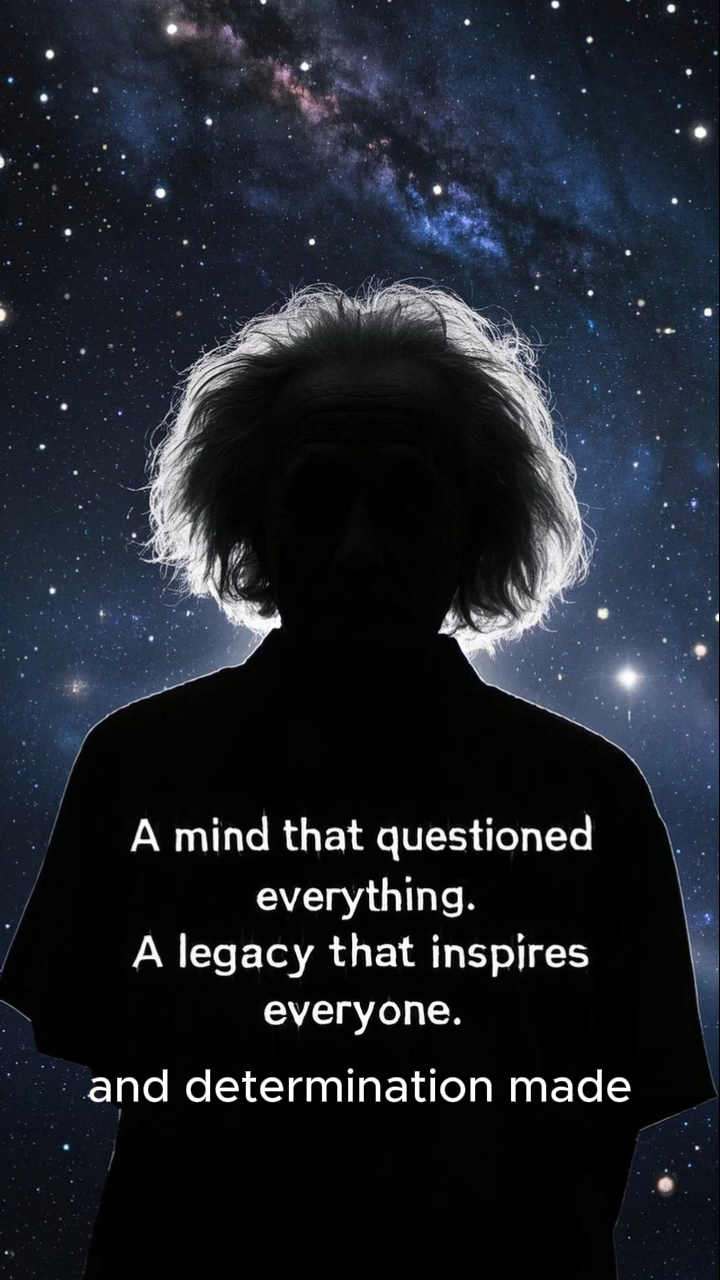 A mind that questioned
everything.
A legacy that inspires
everyone.
and determination made